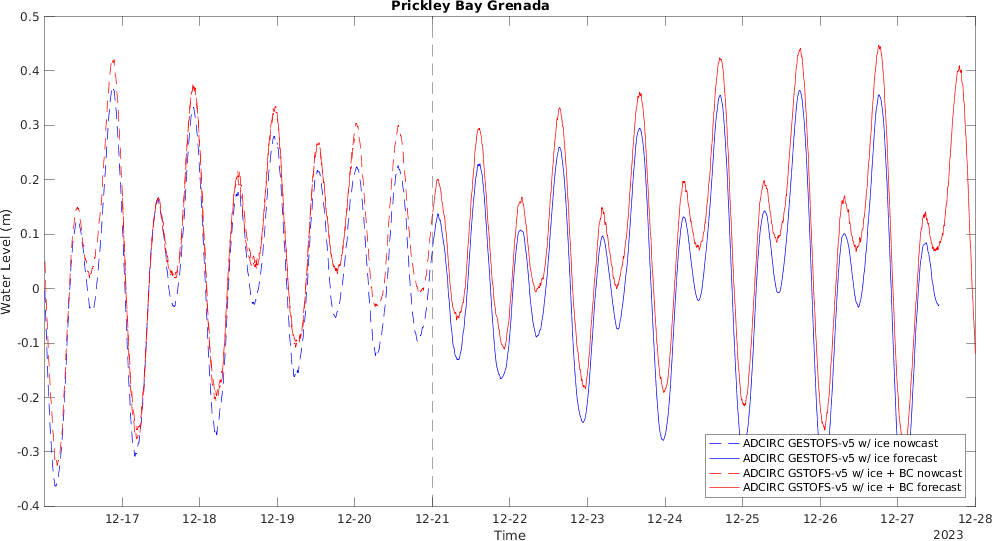 Prickley Bay Grenada
0.5
0.4
0.3
0.2
0.1
0
-0.1
-0.2
-0.3
-0.4
Water Level (m)
ADCIRC GESTOFS-v5 w/ ice nowcast
ADCIRC GESTOFS-v5 w/ ice forecast
ADCIRC GSTOFS-v5 w/ ice + BC nowcast
ADCIRC GSTOFS-v5 w/ ice + BC forecast
12-17 12-18 12-19 12-20 12-21 12-22 12-23 12-24 12-25 12-26 12-27 12-28
Time
2023